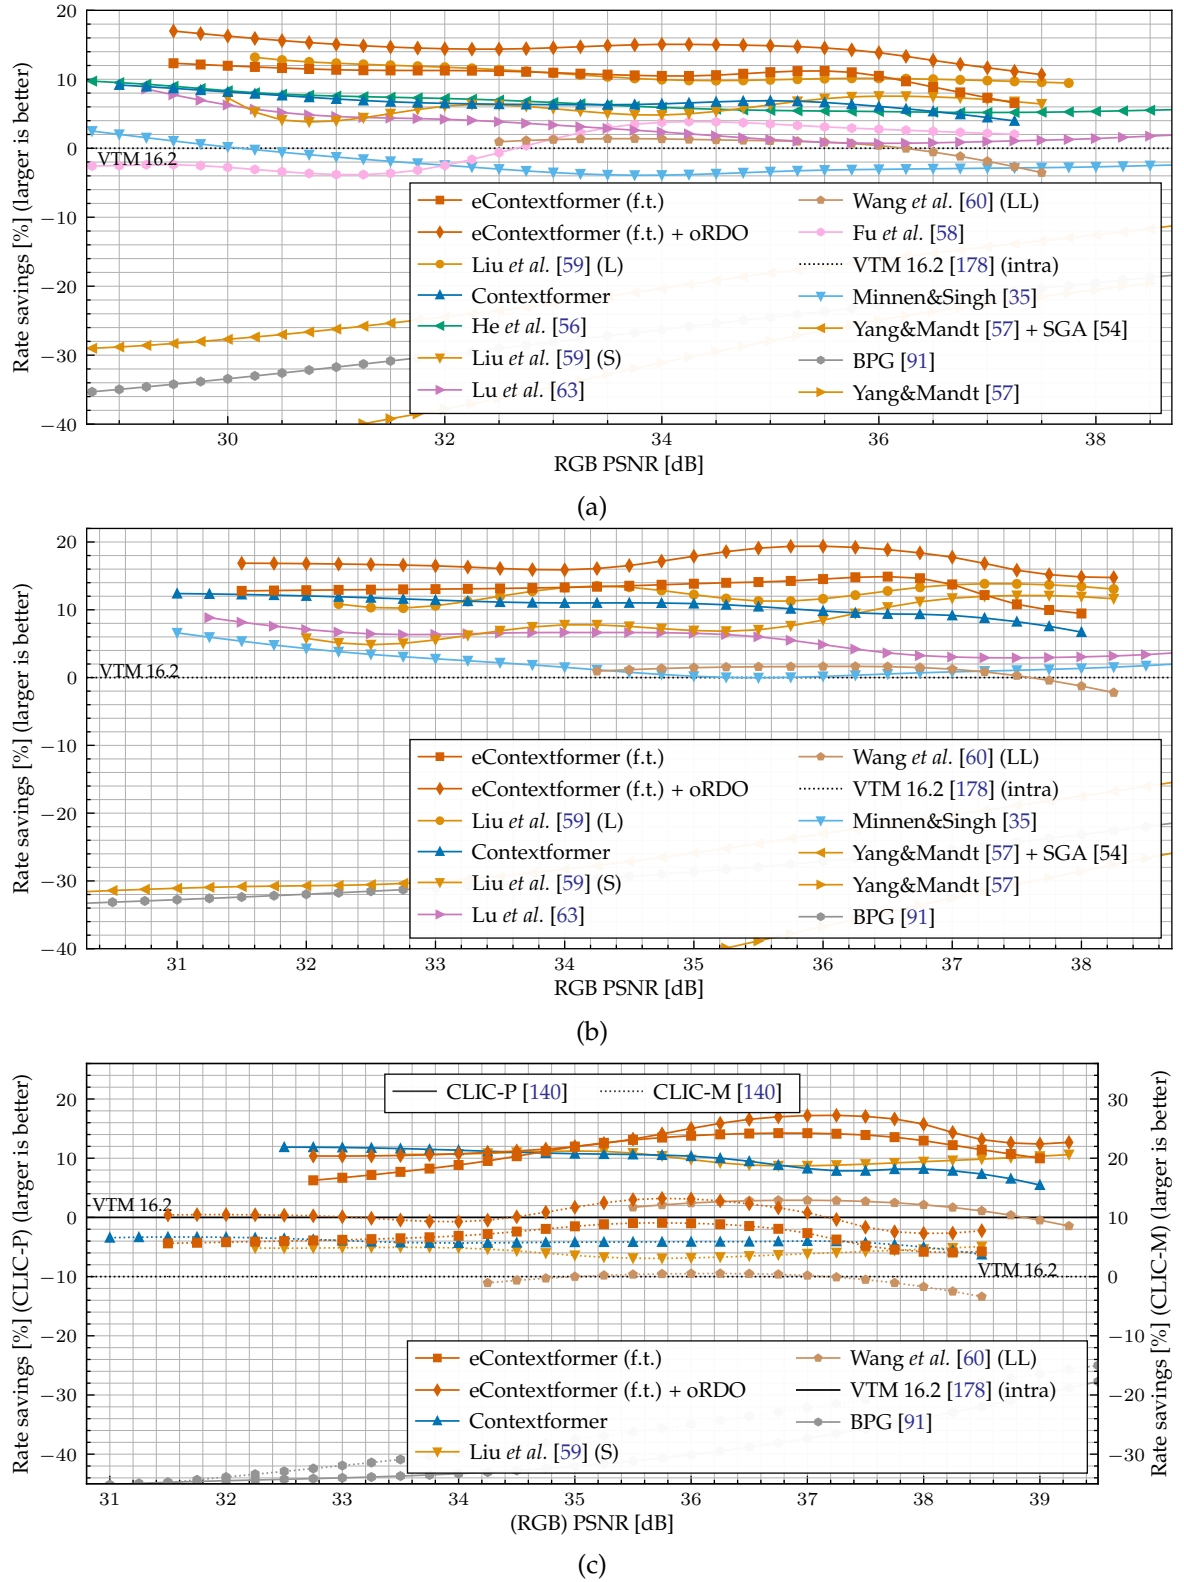 20
10
0
−10
−20
−30
−40
Rate savings [%] (larger is better)
VTM 16.2
eContextformer (f.t.)
eContextformer (f.t.) + oRDO
Liu et al. [59] (L)
Contextformer
He et al. [56]
Liu et al. [59] (S)
Lu et al. [63]
Wang et al. [60] (LL)
Fu et al. [58]
VTM 16.2 [178] (intra)
Minnen&Singh [35]
Yang&Mandt [57] + SGA [54]
BPG [91]
Yang&Mandt [57]
30 32 34 36 38
RGB PSNR [dB]
(a)
20
10
0
−10
−20
−30
−40
Rate savings [%] (larger is better)
VTM 16.2
eContextformer (f.t.)
eContextformer (f.t.) + oRDO
Liu et al. [59] (L)
Contextformer
Liu et al. [59] (S)
Lu et al. [63]
Wang et al. [60] (LL)
VTM 16.2 [178] (intra)
Minnen&Singh [35]
Yang&Mandt [57] + SGA [54]
Yang&Mandt [57]
BPG [91]
31 32 33 34 35 36 37 38
RGB PSNR [dB]
(b)
CLIC-P [140] CLIC-M [140]
20
10
0
−10
−20
−30
−40
Rate savings [%] (CLIC-P) (larger is better)
VTM 16.2
VTM 16.2
30
20
10
0
−10
−20
−30
Rate savings [%] (CLIC-M) (larger is better)
eContextformer (f.t.)
eContextformer (f.t.) + oRDO
Contextformer
Liu et al. [59] (S)
Wang et al. [60] (LL)
VTM 16.2 [178] (intra)
BPG [91]
31 32 33 34 35 36 37 38 39
(RGB) PSNR [dB]
(c)